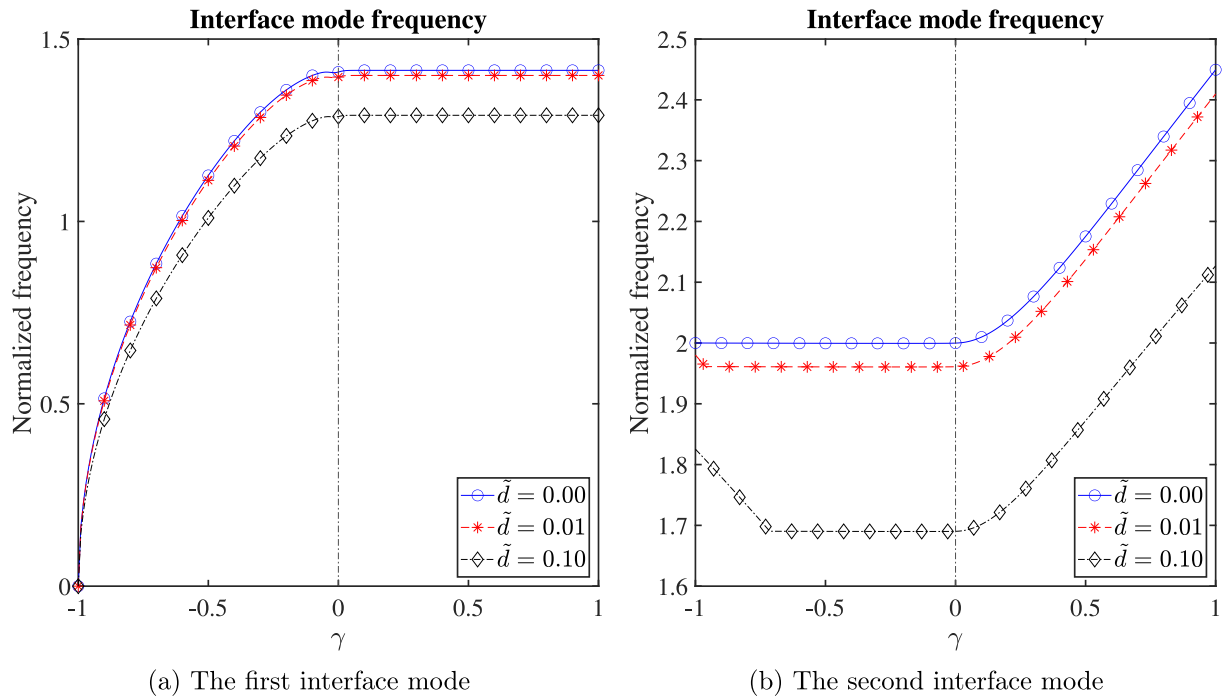 Interface mode frequency
Normalized frequency
1.5
1
0.5
0
-1
-0.5
0
0.5
1
γ
d̃ = 0.00
d̃ = 0.01
d̃ = 0.10
(a) The first interface mode
Interface mode frequency
Normalized frequency
2.5
2.4
2.3
2.2
2.1
2
1.9
1.8
1.7
1.6
-1
-0.5
0
0.5
1
γ
d̃ = 0.00
d̃ = 0.01
d̃ = 0.10
(b) The second interface mode